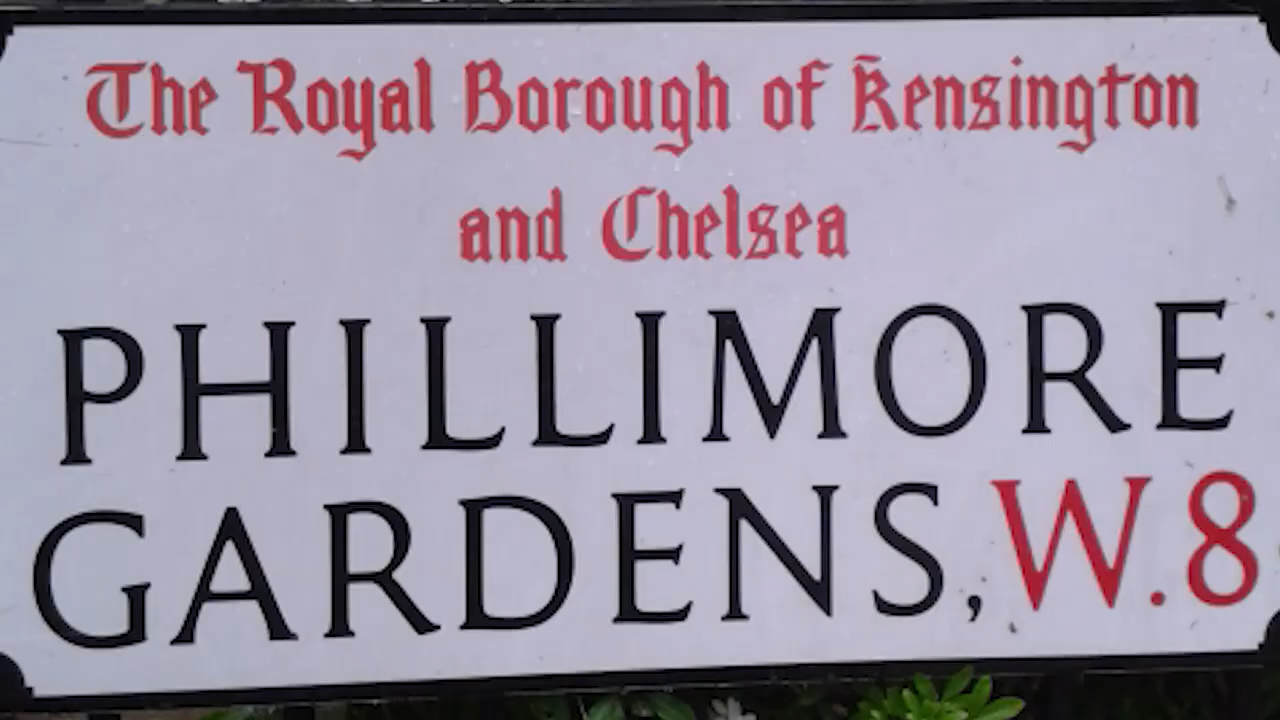 The Royal Borough of Kensington
and Chelsea
PHILLIMORE
GARDENS, W.8